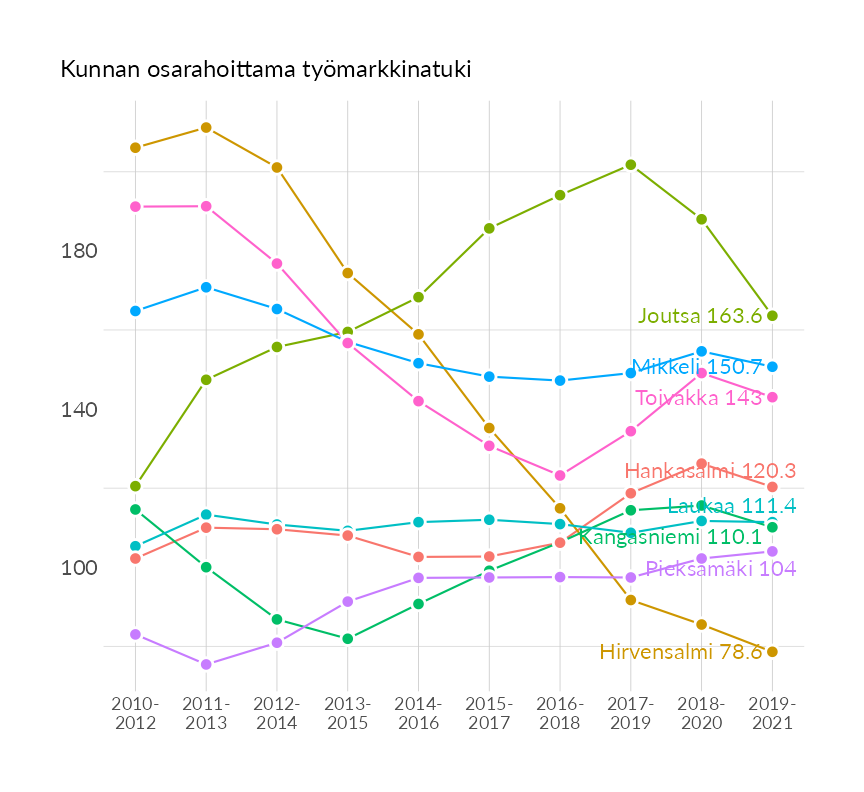 Kunnan osarahoittama työmarkkinatuki
180
Joutsa 163.6
Mikkeli 150.7
Toivakka 143
140
Hankasalmi 120.3
Laukaa 111.4
Kangasniemi 110.1
100
Pieksämäki 104
Hirvensalmi 78.6
2010- 2011- 2012- 2013- 2014- 2015- 2016- 2017- 2018- 2019-
2012 2013 2014 2015 2016 2017 2018 2019 2020 2021